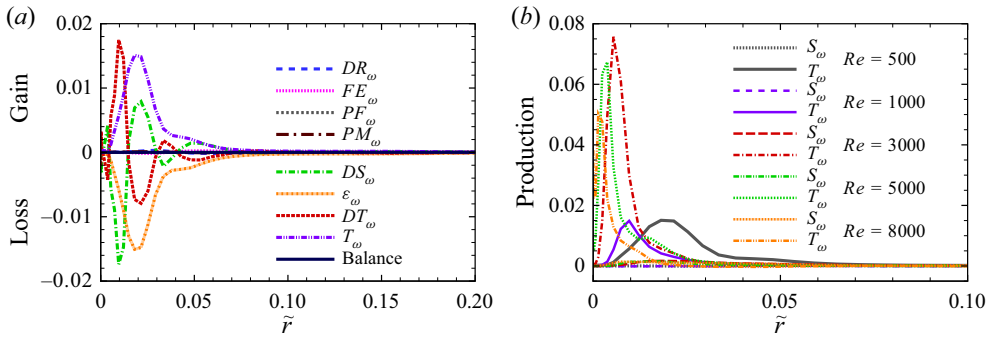 (a)
0.02
0.01
0
−0.01
−0.02
Gain
Loss
DR_ω
FE_ω
PF_ω
PM_ω
DS_ω
ε_ω
DT_ω
T_ω
Balance
0 0.05 0.10 0.15 0.20
r̃
(b)
0.08
0.06
0.04
0.02
0
Production
S_ω
T_ω
Re = 500
S_ω
T_ω
Re = 1000
S_ω
T_ω
Re = 3000
S_ω
T_ω
Re = 5000
S_ω
T_ω
Re = 8000
0 0.05 0.10
r̃